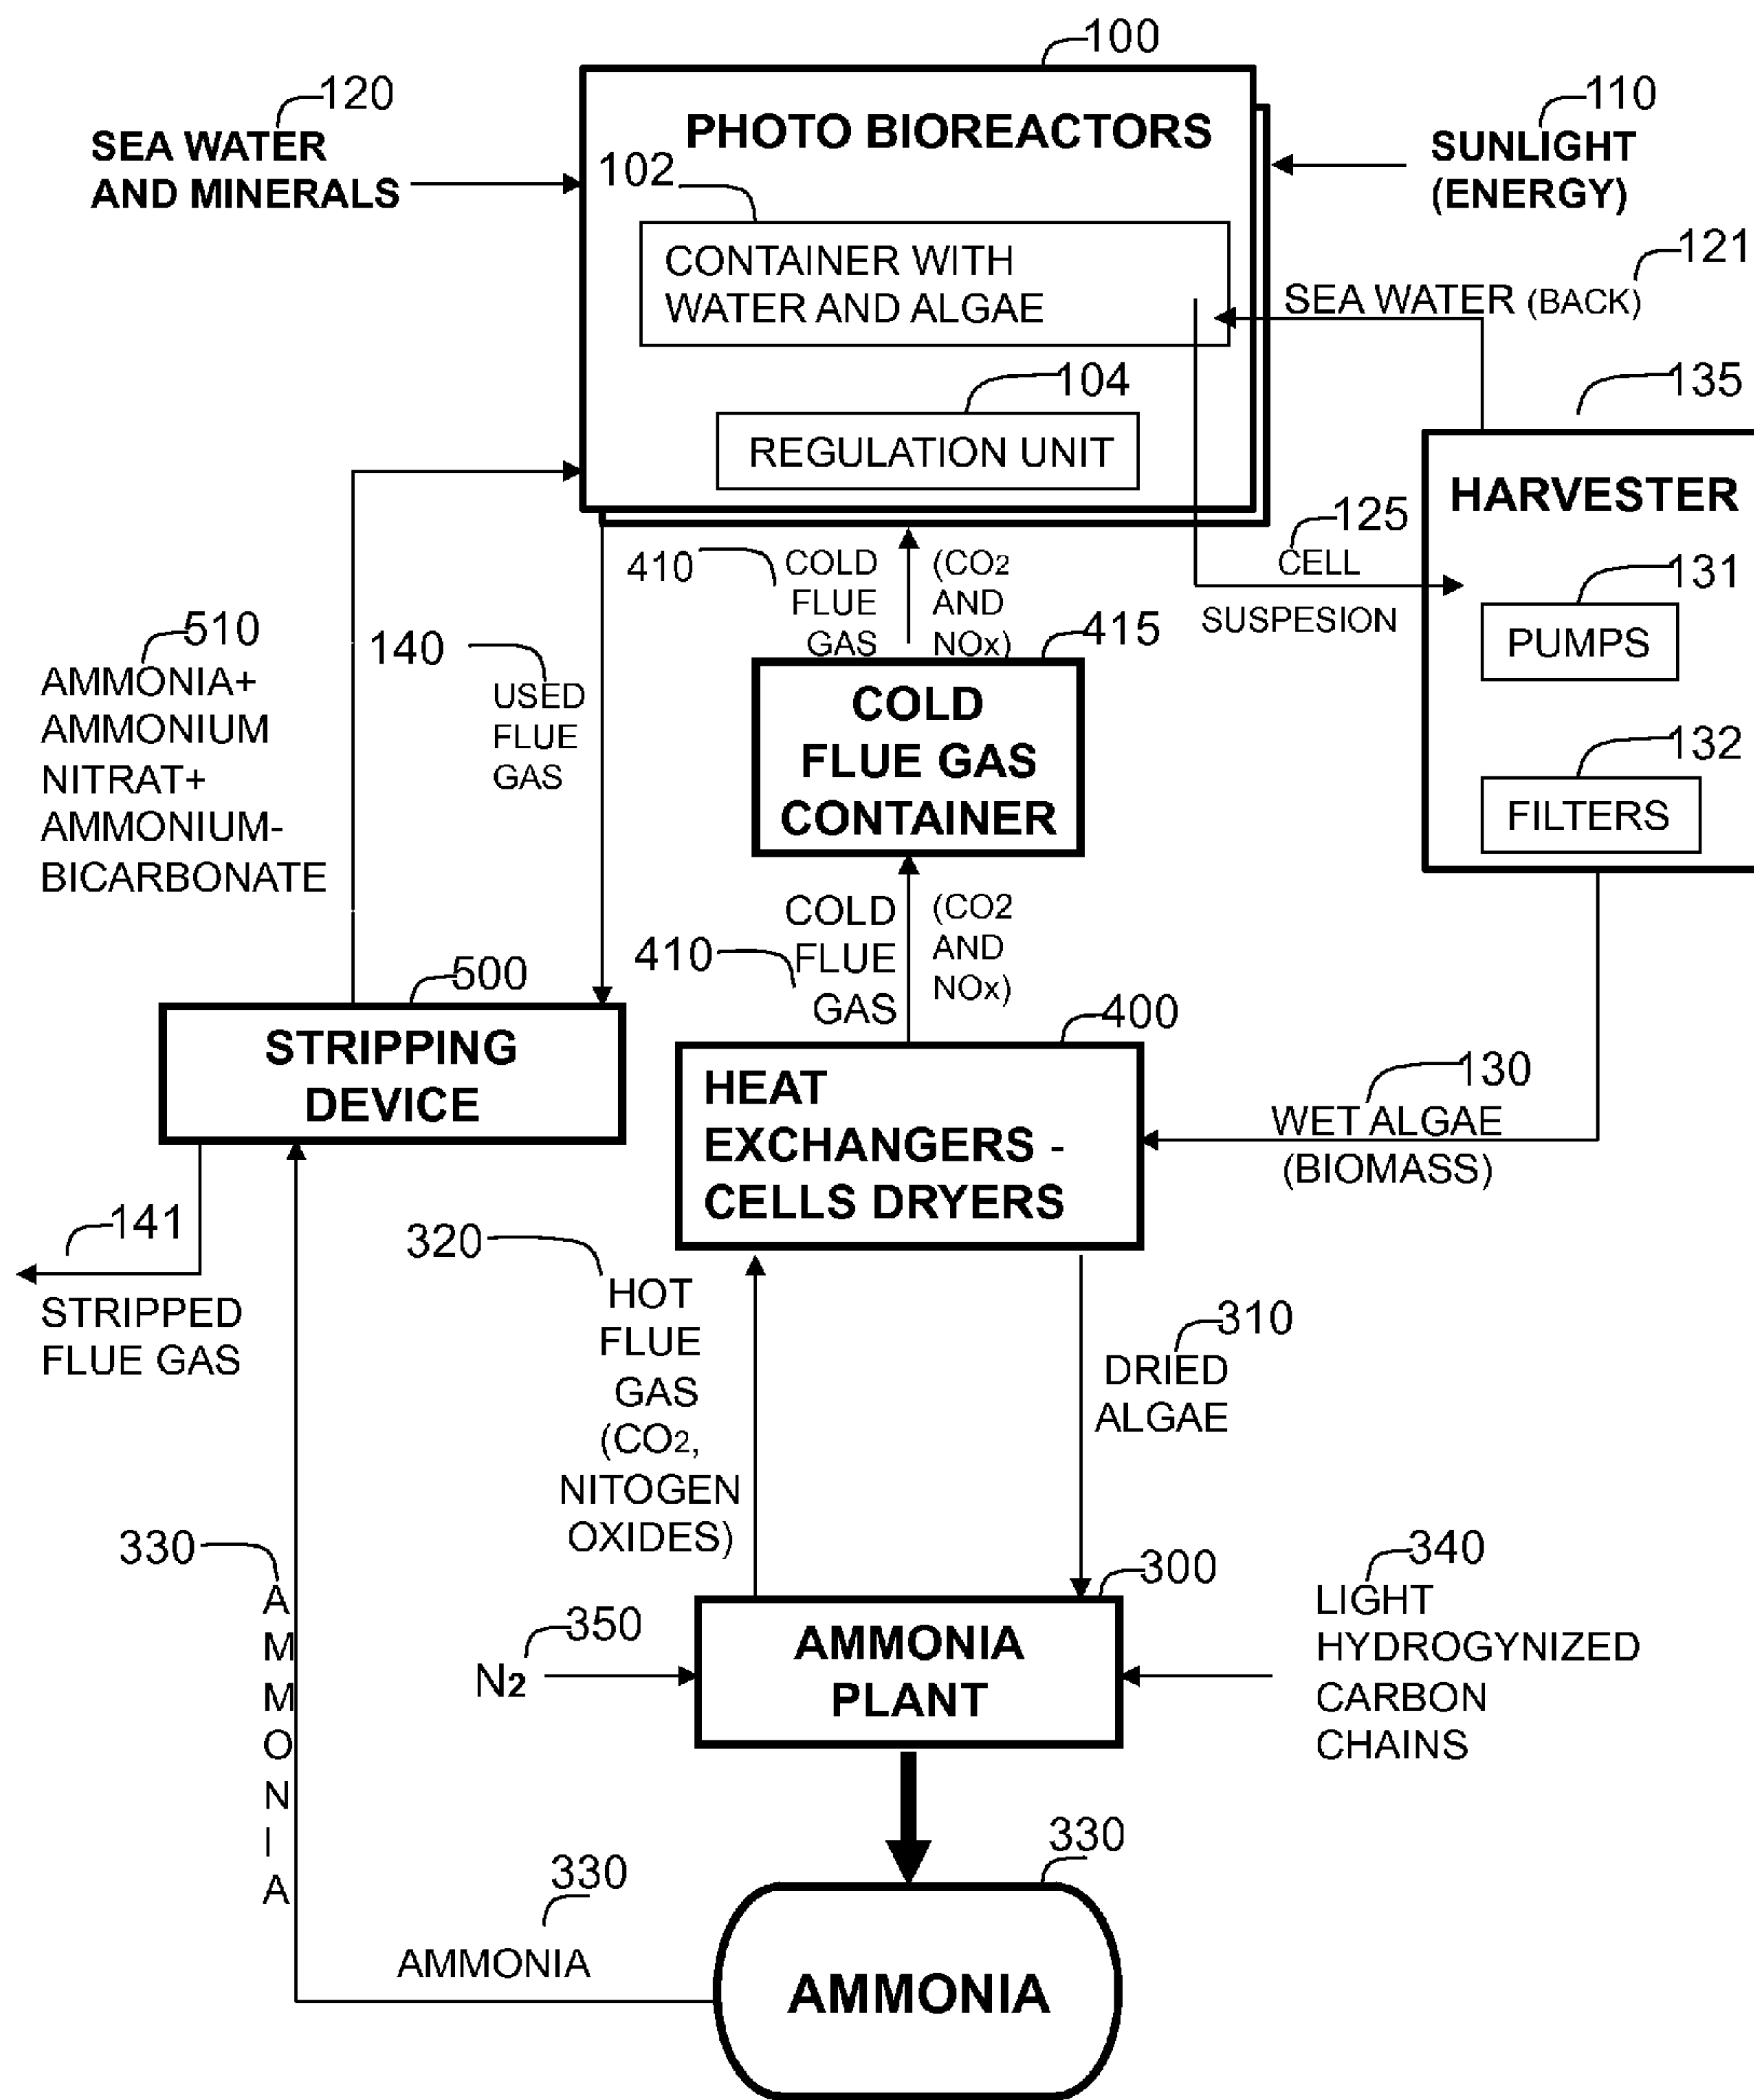 100
120
SEA WATER
AND MINERALS
PHOTO BIOREACTORS
110
SUNLIGHT
(ENERGY)
102
CONTAINER WITH
WATER AND ALGAE
121
SEA WATER (BACK)
104
REGULATION UNIT
135
HARVESTER
125
CELL
SUSPESION
131
PUMPS
132
FILTERS
410
COLD
FLUE
GAS
(CO2
AND
NOx)
415
COLD
FLUE GAS
CONTAINER
510
AMMONIA+
AMMONIUM
NITRAT+
AMMONIUM-
BICARBONATE
140
USED
FLUE
GAS
410
COLD
FLUE
GAS
(CO2
AND
NOx)
500
STRIPPING
DEVICE
400
HEAT
EXCHANGERS -
CELLS DRYERS
130
WET ALGAE
(BIOMASS)
141
STRIPPED
FLUE GAS
320
HOT
FLUE
GAS
(CO2,
NITOGEN
OXIDES)
310
DRIED
ALGAE
330
AMMONIA
350
N2
300
AMMONIA
PLANT
340
LIGHT
HYDROGYNIZED
CARBON
CHAINS
330
AMMONIA
330
AMMONIA